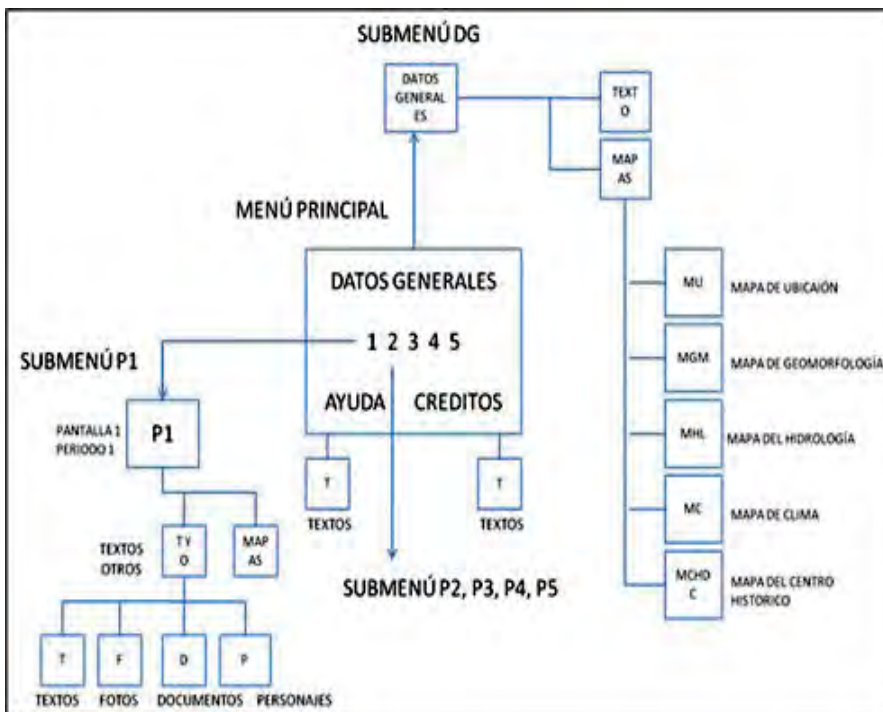 SUBMENÚ DG
DATOS
GENERAL
ES
TEXT
O
MAP
AS
MENÚ PRINCIPAL
DATOS GENERALES
1 2 3 4 5
AYUDA CREDITOS
T
TEXTOS
T
TEXTOS
SUBMENÚ P2, P3, P4, P5
SUBMENÚ P1
PANTALLA 1
PERIODO 1
P1
TEXTOS
OTROS
T Y
O
MAP
AS
T
F
D
P
TEXTOS
FOTOS
DOCUMENTOS
PERSONAJES
MU
MAPA DE UBICAIÓN
MGM
MAPA DE GEOMORFOLOGÍA
MHL
MAPA DEL HIDROLOGÍA
MC
MAPA DE CLIMA
MCHD
C
MAPA DEL CENTRO
HISTORICO